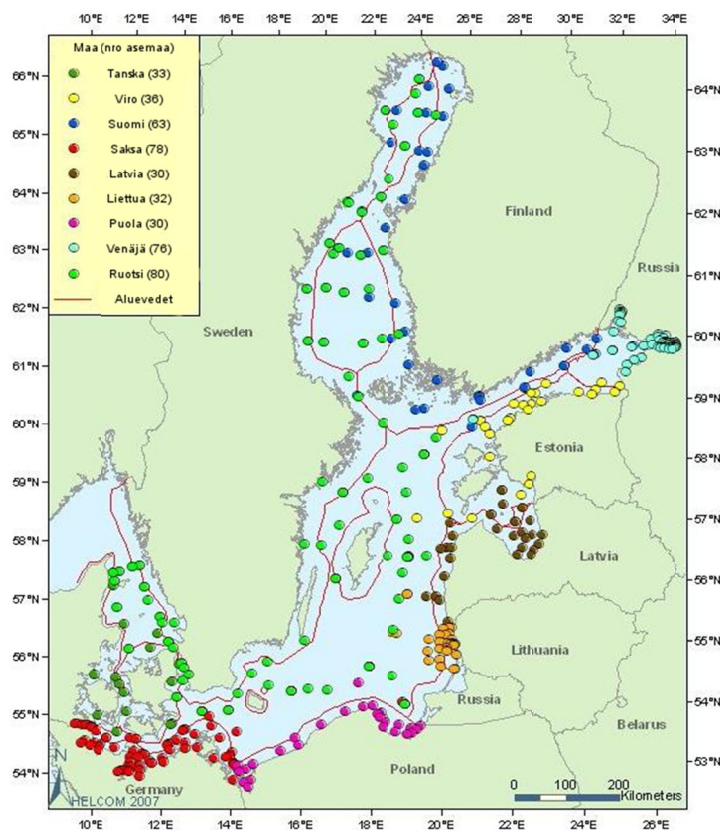 10°E 12°E 14°E 16°E 18°E 20°E 22°E 24°E 26°E 28°E 30°E 32°E 34°E
Maa (nro asemaa)
Tanska (33)
Viro (36)
Suomi (63)
Saksa (78)
Latvia (30)
Liettua (32)
Puola (30)
Venäjä (76)
Ruotsi (80)
Aluevedet
66°N
65°N
64°N
63°N
62°N
61°N
60°N
59°N
58°N
57°N
56°N
55°N
54°N
64°N
63°N
62°N
61°N
60°N
59°N
58°N
57°N
56°N
55°N
54°N
53°N
Finland
Russia
Sweden
Estonia
Latvia
Lithuania
Russia
Belarus
Poland
Germany
N
HELCOM 2007
0 100 200
Kilometers
10°E 12°E 14°E 16°E 18°E 20°E 22°E 24°E 26°E